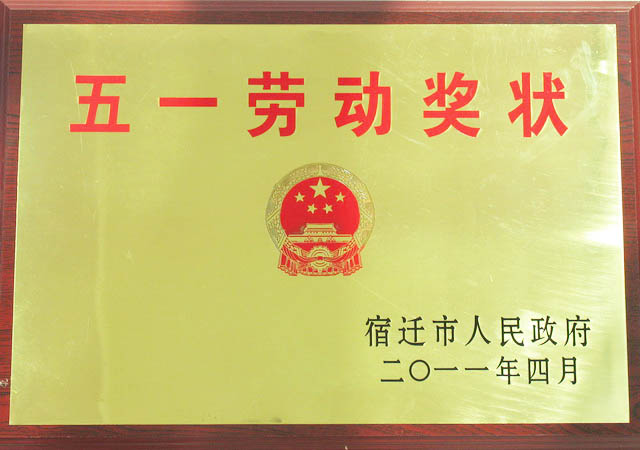 五一劳动奖状
宿迁市人民政府
二〇一一年四月